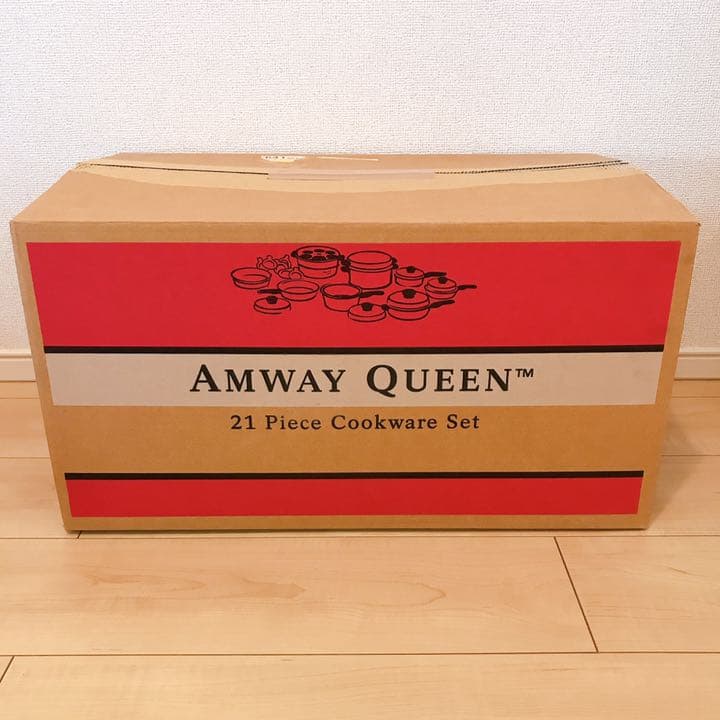 AMWAY QUEEN™
21 Piece Cookware Set